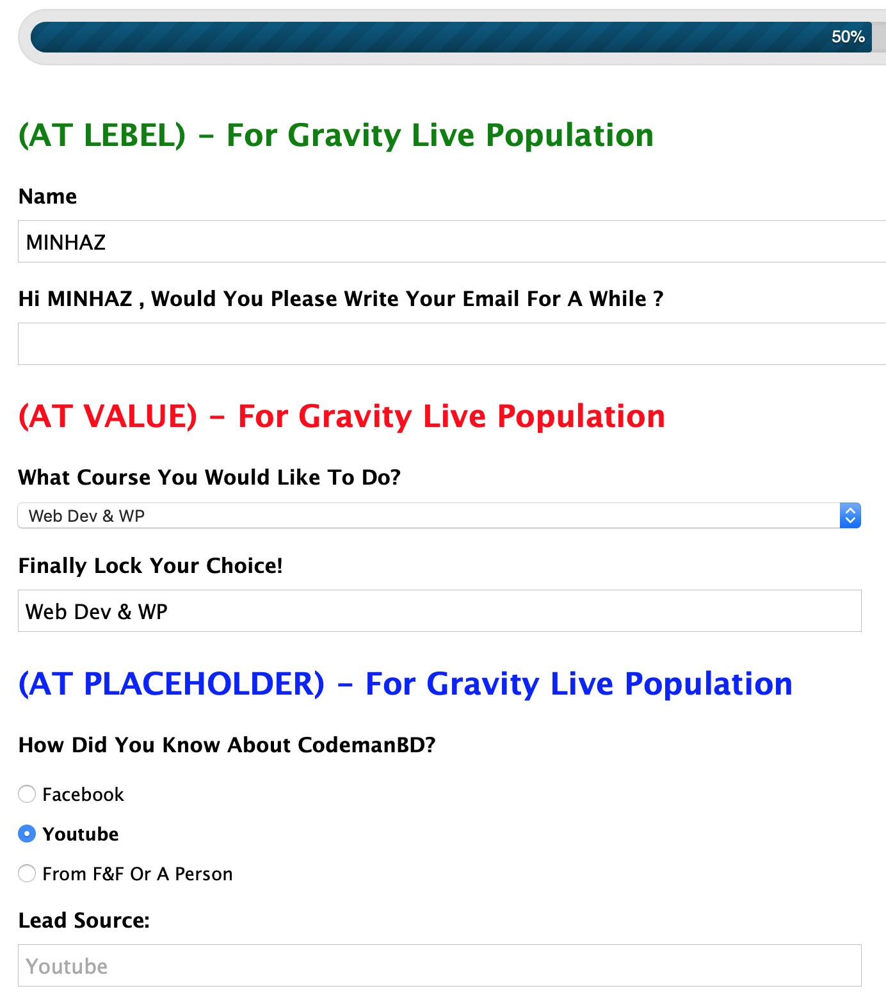 50%
(AT LEBEL) – For Gravity Live Population
Name
MINHAZ
Hi MINHAZ , Would You Please Write Your Email For A While ?
(AT VALUE) – For Gravity Live Population
What Course You Would Like To Do?
Web Dev & WP
Finally Lock Your Choice!
Web Dev & WP
(AT PLACEHOLDER) – For Gravity Live Population
How Did You Know About CodemanBD?
Facebook
Youtube
From F&F Or A Person
Lead Source:
Youtube